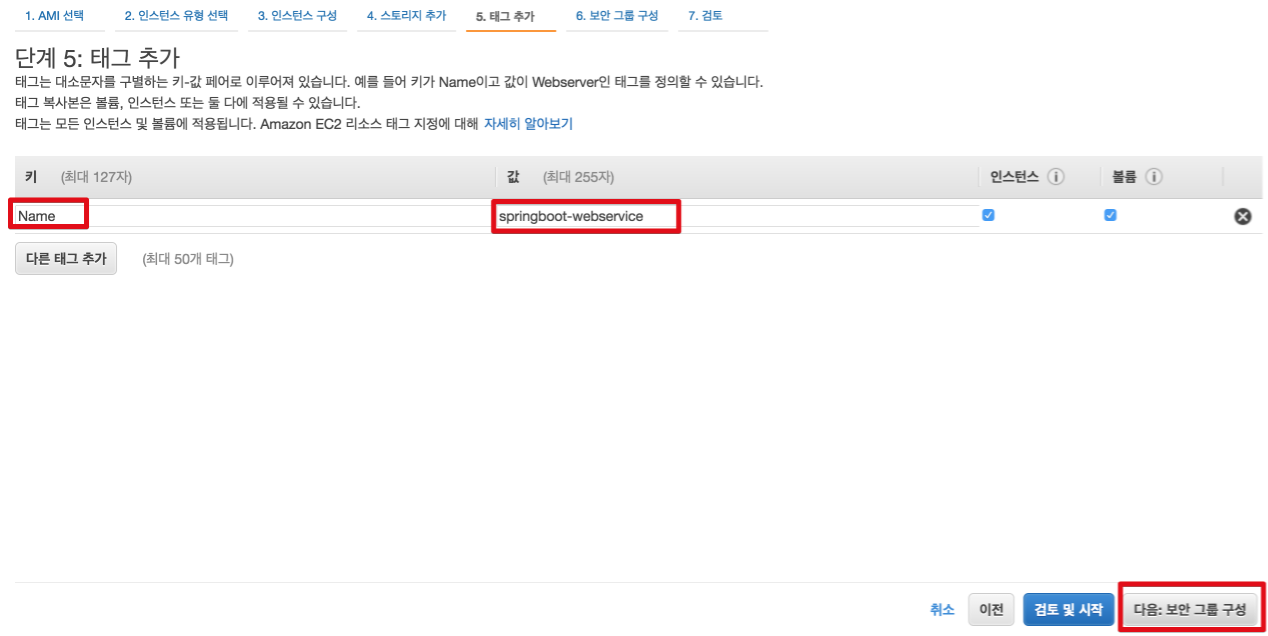 1. AMI 선택 2. 인스턴스 유형 선택 3. 인스턴스 구성 4. 스토리지 추가 5. 태그 추가 6. 보안 그룹 구성 7. 검토
단계 5: 태그 추가
태그는 대소문자를 구별하는 키-값 페어로 이루어져 있습니다. 예를 들어 키가 Name이고 값이 Webserver인 태그를 정의할 수 있습니다.
태그 복사본은 볼륨, 인스턴스 또는 둘 다에 적용될 수 있습니다.
태그는 모든 인스턴스 및 볼륨에 적용됩니다. Amazon EC2 리소스 태그 지정에 대해 자세히 알아보기
키 (최대 127자) 값 (최대 255자) 인스턴스 볼륨
Name springboot-webservice
다른 태그 추가 (최대 50개 태그)
취소 이전 검토 및 시작 다음: 보안 그룹 구성